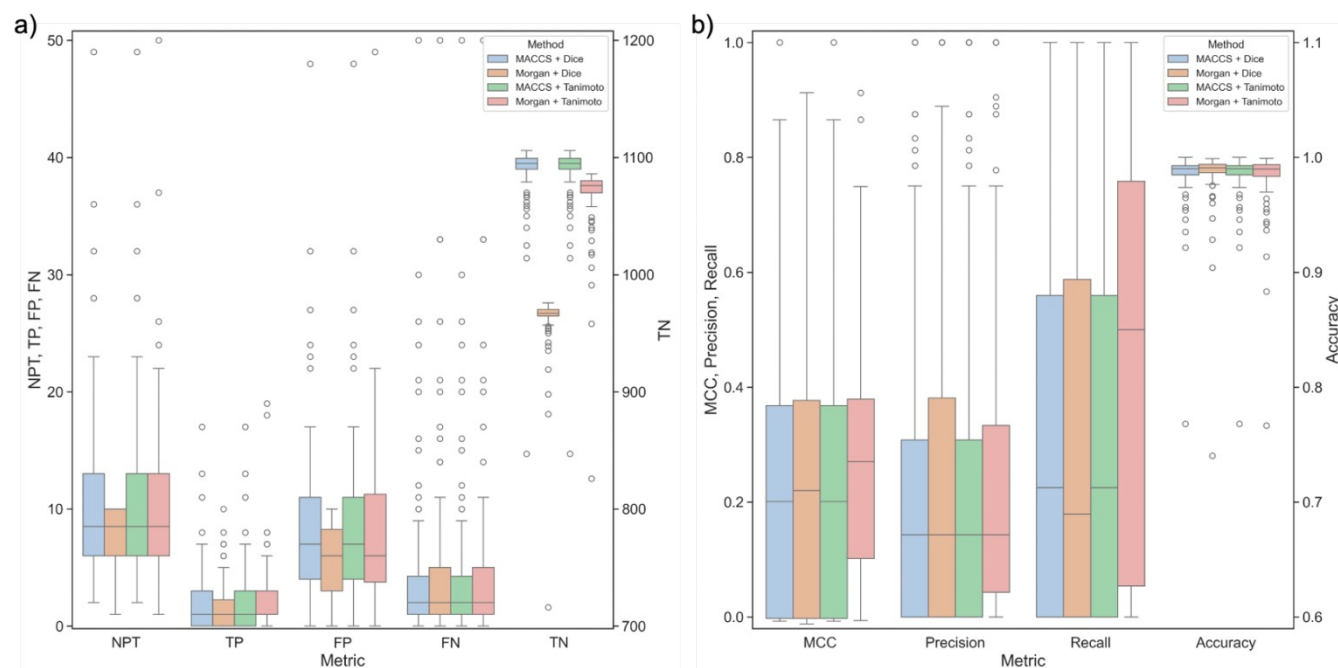 a)
NPT, TP, FP, FN
50
40
30
20
10
0
Method
MACCS + Dice
Morgan + Dice
MACCS + Tanimoto
Morgan + Tanimoto
1200
1100
1000
900
800
700
TN
NPT TP FP FN TN
Metric
b)
MCC, Precision, Recall
1.0
0.8
0.6
0.4
0.2
0.0
Method
MACCS + Dice
Morgan + Dice
MACCS + Tanimoto
Morgan + Tanimoto
1.1
1.0
0.9
0.8
0.7
0.6
Accuracy
MCC Precision Recall Accuracy
Metric